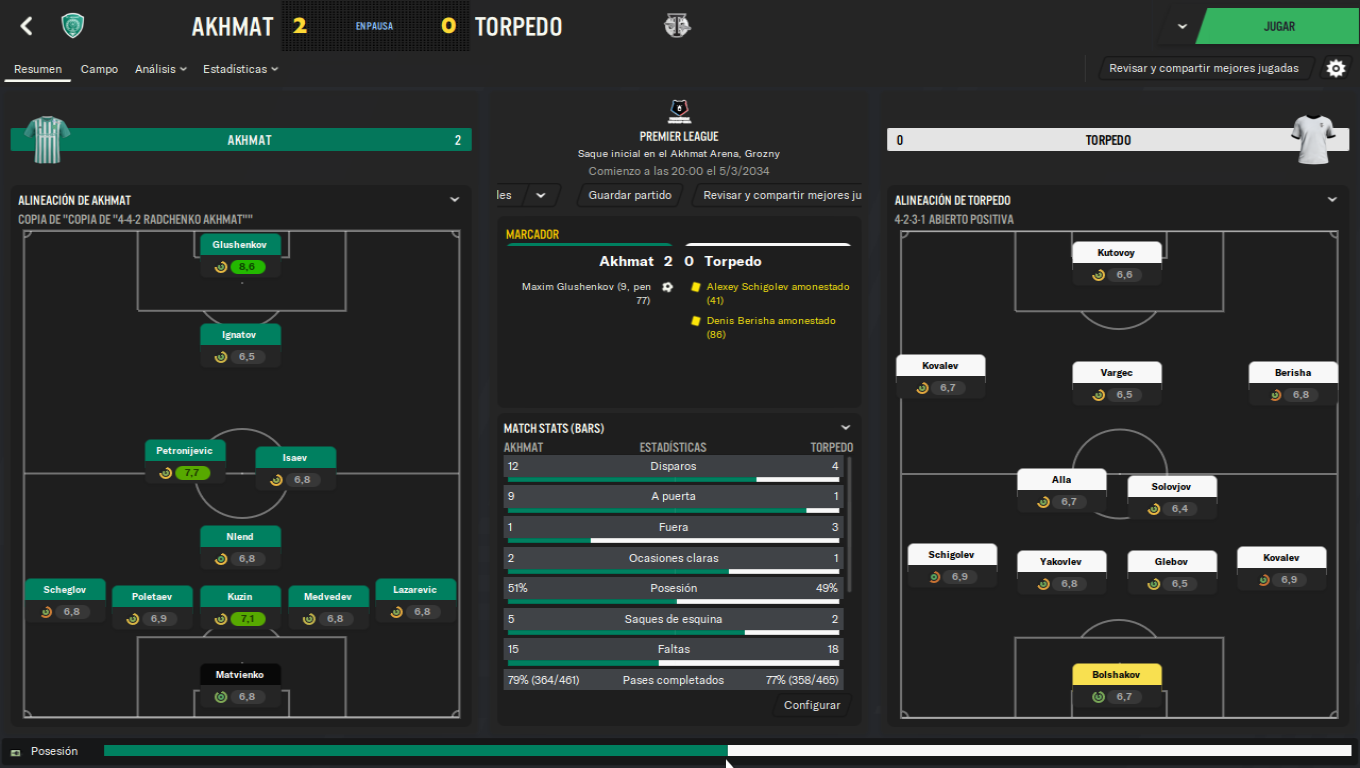 AKHMAT 2 EN PAUSA 0 TORPEDO
JUGAR
Resumen Campo Análisis Estadísticas
Revisar y compartir mejores jugadas
AKHMAT 2
ALINEACIÓN DE AKHMAT
COPIA DE "COPIA DE "4-4-2 RADCHENKO AKHMAT""
Glushenkov
8,6
Ignatov
6,5
Petronijevic
7,7
Isaev
6,8
Nlend
6,8
Scheglov
6,8
Poletaev
6,9
Kuzin
7,1
Medvedev
6,8
Lazarevic
6,8
Matvienko
6,8
PREMIER LEAGUE
Saque inicial en el Akhmat Arena, Grozny
Comienzo a las 20:00 el 5/3/2034
les
Guardar partido
Revisar y compartir mejores ju
MARCADOR
Akhmat 2 0 Torpedo
Maxim Glushenkov (9, pen
77)
Alexey Schigolev amonestado
(41)
Denis Berisha amonestado
(86)
MATCH STATS (BARS)
AKHMAT ESTADÍSTICAS TORPEDO
12 Disparos 4
9 A puerta 1
1 Fuera 3
2 Ocasiones claras 1
51% Posesión 49%
5 Saques de esquina 2
15 Faltas 18
79% (364/461) Pases completados 77% (358/465)
Configurar
0 TORPEDO
ALINEACIÓN DE TORPEDO
4-2-3-1 ABIERTO POSITIVA
Kutovoy
6,6
Kovalev
6,7
Vargec
6,5
Berisha
6,8
Alla
6,7
Solovjov
6,4
Schigolev
6,9
Yakovlev
6,8
Glebov
6,5
Kovalev
6,9
Bolshakov
6,7
Posesión